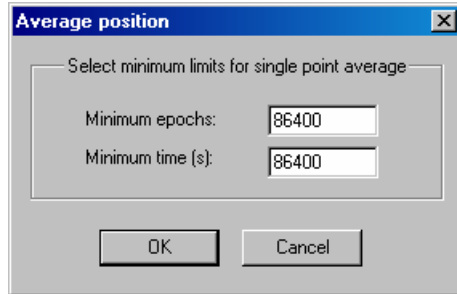 Average position
Select minimum limits for single point average
Minimum epochs: 86400
Minimum time (s): 86400
OK Cancel